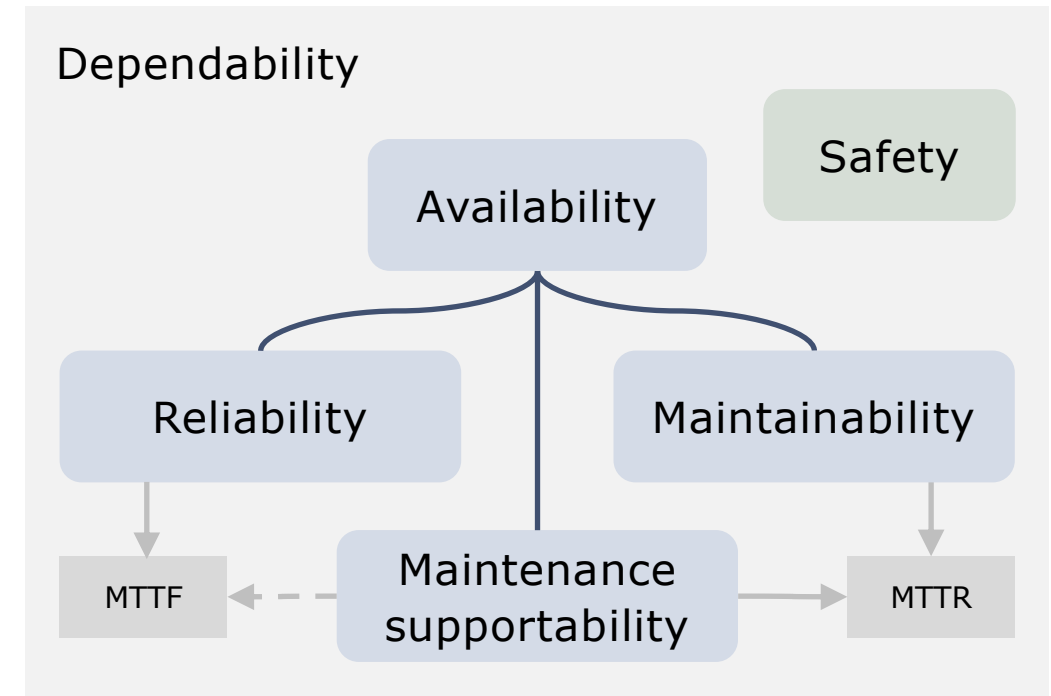 Dependability
Safety
Availability
Reliability
Maintainability
Maintenance
supportability
MTTF
MTTR